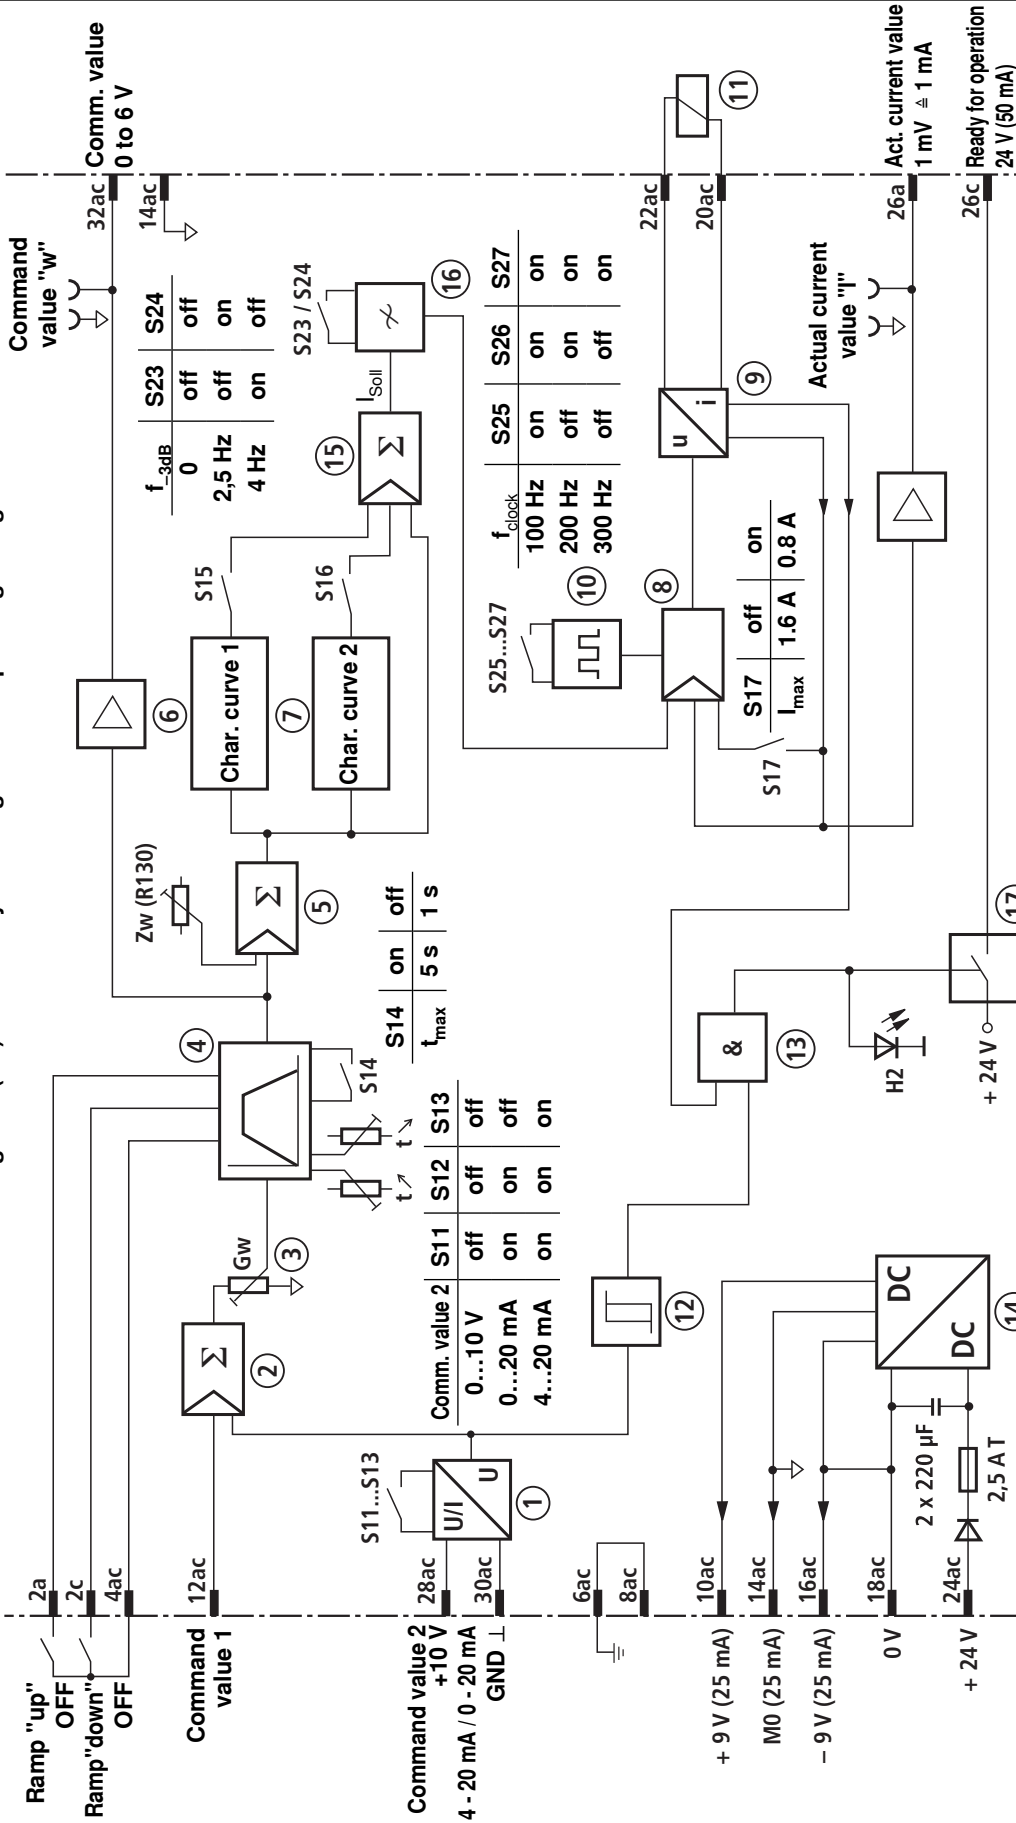 Ramp "up"
OFF
Ramp"down"
OFF
2a
2c
4ac
Command
value 1
12ac
Command value 2
+10 V
4 - 20 mA / 0 - 20 mA
GND ⊥
28ac
30ac
S11...S13
U/I
U
1
6ac
8ac
+ 9 V (25 mA)
10ac
M0 (25 mA)
14ac
− 9 V (25 mA)
16ac
0 V
18ac
+ 24 V
24ac
2 x 220 µF
2,5 A T
DC
DC
14
Σ
2
Gw
3
4
t
t
S14
S14 on off
tmax 5 s 1 s
Comm. value 2 S11 S12 S13
0...10 V off off off
0...20 mA on on off
4...20 mA on on on
12
&
13
H2
+ 24 V
17
Zw (R130)
Σ
5
6
Char. curve 1
7
Char. curve 2
S15
S16
15
Σ
ISoll
S23 / S24
16
f−3dB S23 S24
0 off off
2,5 Hz off on
4 Hz on off
Command
value "w"
32ac
14ac
Comm. value
0 to 6 V
S25...S27
10
8
fclock S25 S26 S27
100 Hz on on on
200 Hz off on on
300 Hz off off on
S17
S17 off on
Imax 1.6 A 0.8 A
u
i
9
22ac
20ac
11
Actual current
value "I"
26a
26c
Act. current value
1 mV ≙ 1 mA
Ready for operation
24 V (50 mA)